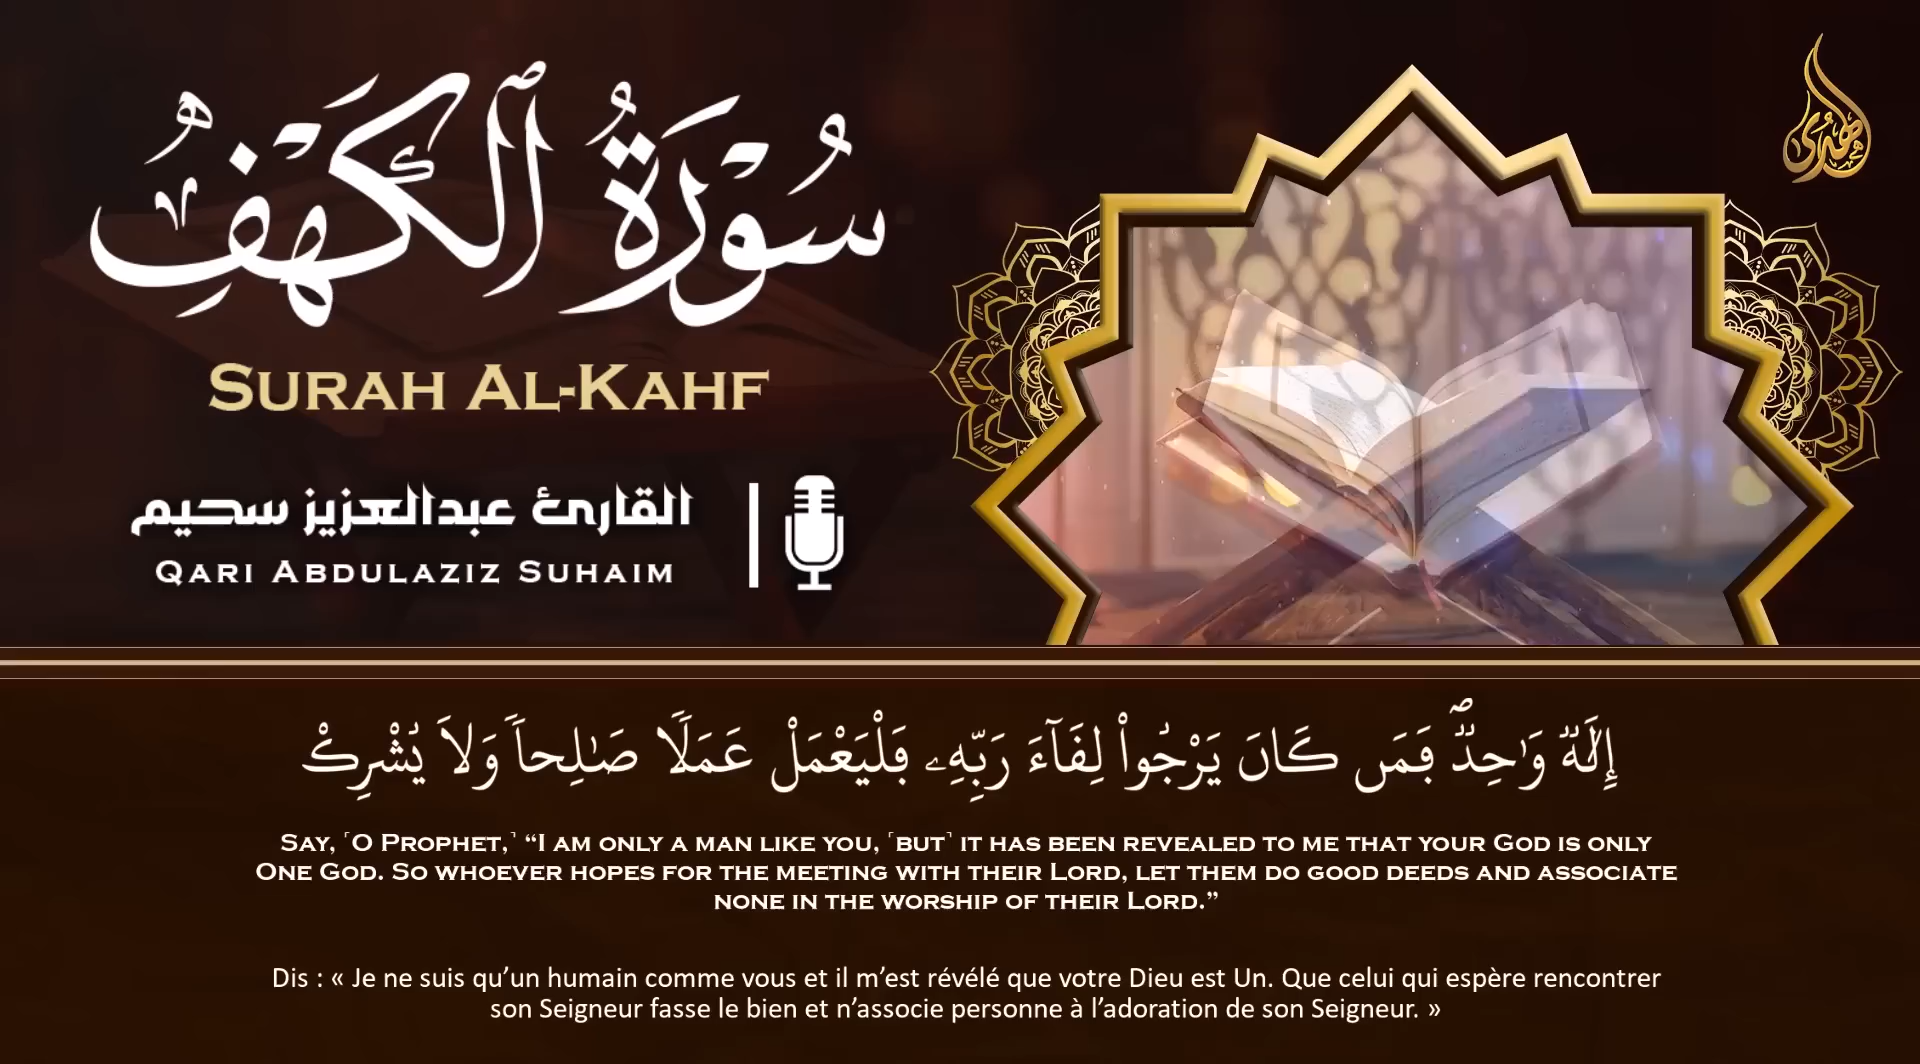 سُورَةُ ٱلْكَهْفِ
SURAH AL-KAHF
القارئ عبدالعزيز سحيم
QARI ABDULAZIZ SUHAIM
إِلَٰهٌ وَٰحِدٌۖ فَمَن كَانَ يَرْجُواْ لِقَآءَ رَبِّهِۦ فَلْيَعْمَلْ عَمَلًا صَٰلِحاً وَلَا يُشْرِكْ
SAY, ˹O PROPHET,˺ “I AM ONLY A MAN LIKE YOU, ˹BUT˺ IT HAS BEEN REVEALED TO ME THAT YOUR GOD IS ONLY
ONE GOD. SO WHOEVER HOPES FOR THE MEETING WITH THEIR LORD, LET THEM DO GOOD DEEDS AND ASSOCIATE
NONE IN THE WORSHIP OF THEIR LORD.”
Dis : « Je ne suis qu’un humain comme vous et il m’est révélé que votre Dieu est Un. Que celui qui espère rencontrer
son Seigneur fasse le bien et n’associe personne à l’adoration de son Seigneur. »